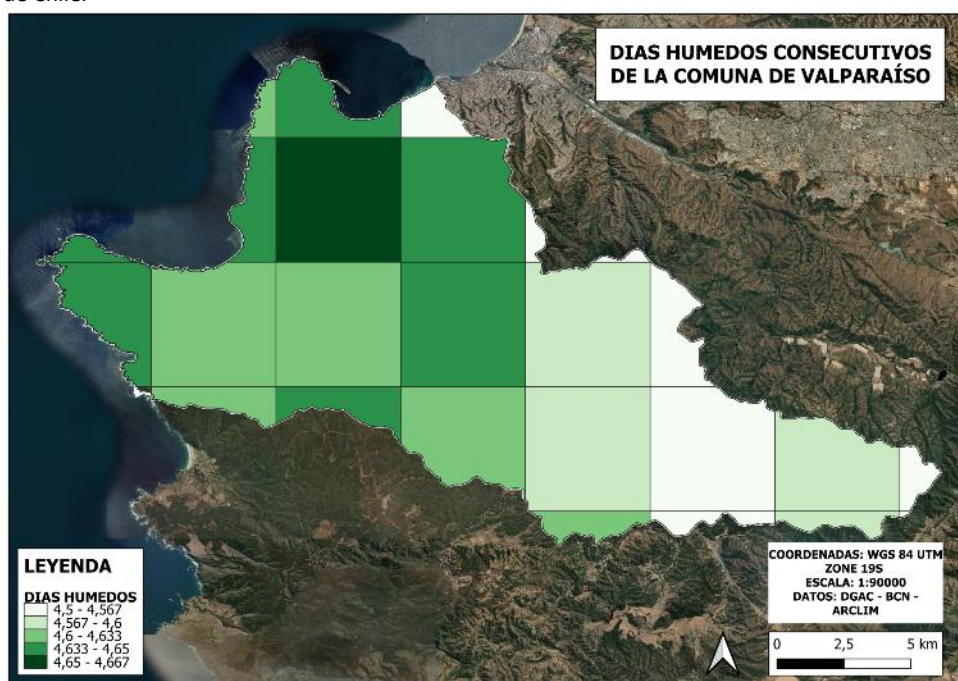 de Chile.
DIAS HUMEDOS CONSECUTIVOS
DE LA COMUNA DE VALPARAÍSO
LEYENDA
DIAS HUMEDOS
4,5 - 4,567
4,567 - 4,6
4,6 - 4,633
4,633 - 4,65
4,65 - 4,667
COORDENADAS: WGS 84 UTM
ZONE 19S
ESCALA: 1:90000
DATOS: DGAC - BCN -
ARCLIM
0 2,5 5 km